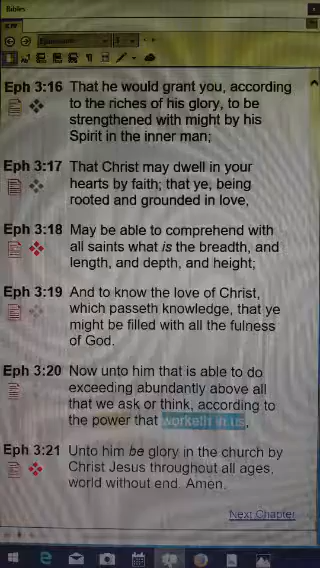 Bibles
KJV
Ephesians
3
Eph 3:16 That he would grant you, according
to the riches of his glory, to be
strengthened with might by his
Spirit in the inner man;
Eph 3:17 That Christ may dwell in your
hearts by faith; that ye, being
rooted and grounded in love,
Eph 3:18 May be able to comprehend with
all saints what is the breadth, and
length, and depth, and height;
Eph 3:19 And to know the love of Christ,
which passeth knowledge, that ye
might be filled with all the fulness
of God.
Eph 3:20 Now unto him that is able to do
exceeding abundantly above all
that we ask or think, according to
the power that worketh in us,
Eph 3:21 Unto him be glory in the church by
Christ Jesus throughout all ages,
world without end. Amen.
Next Chapter